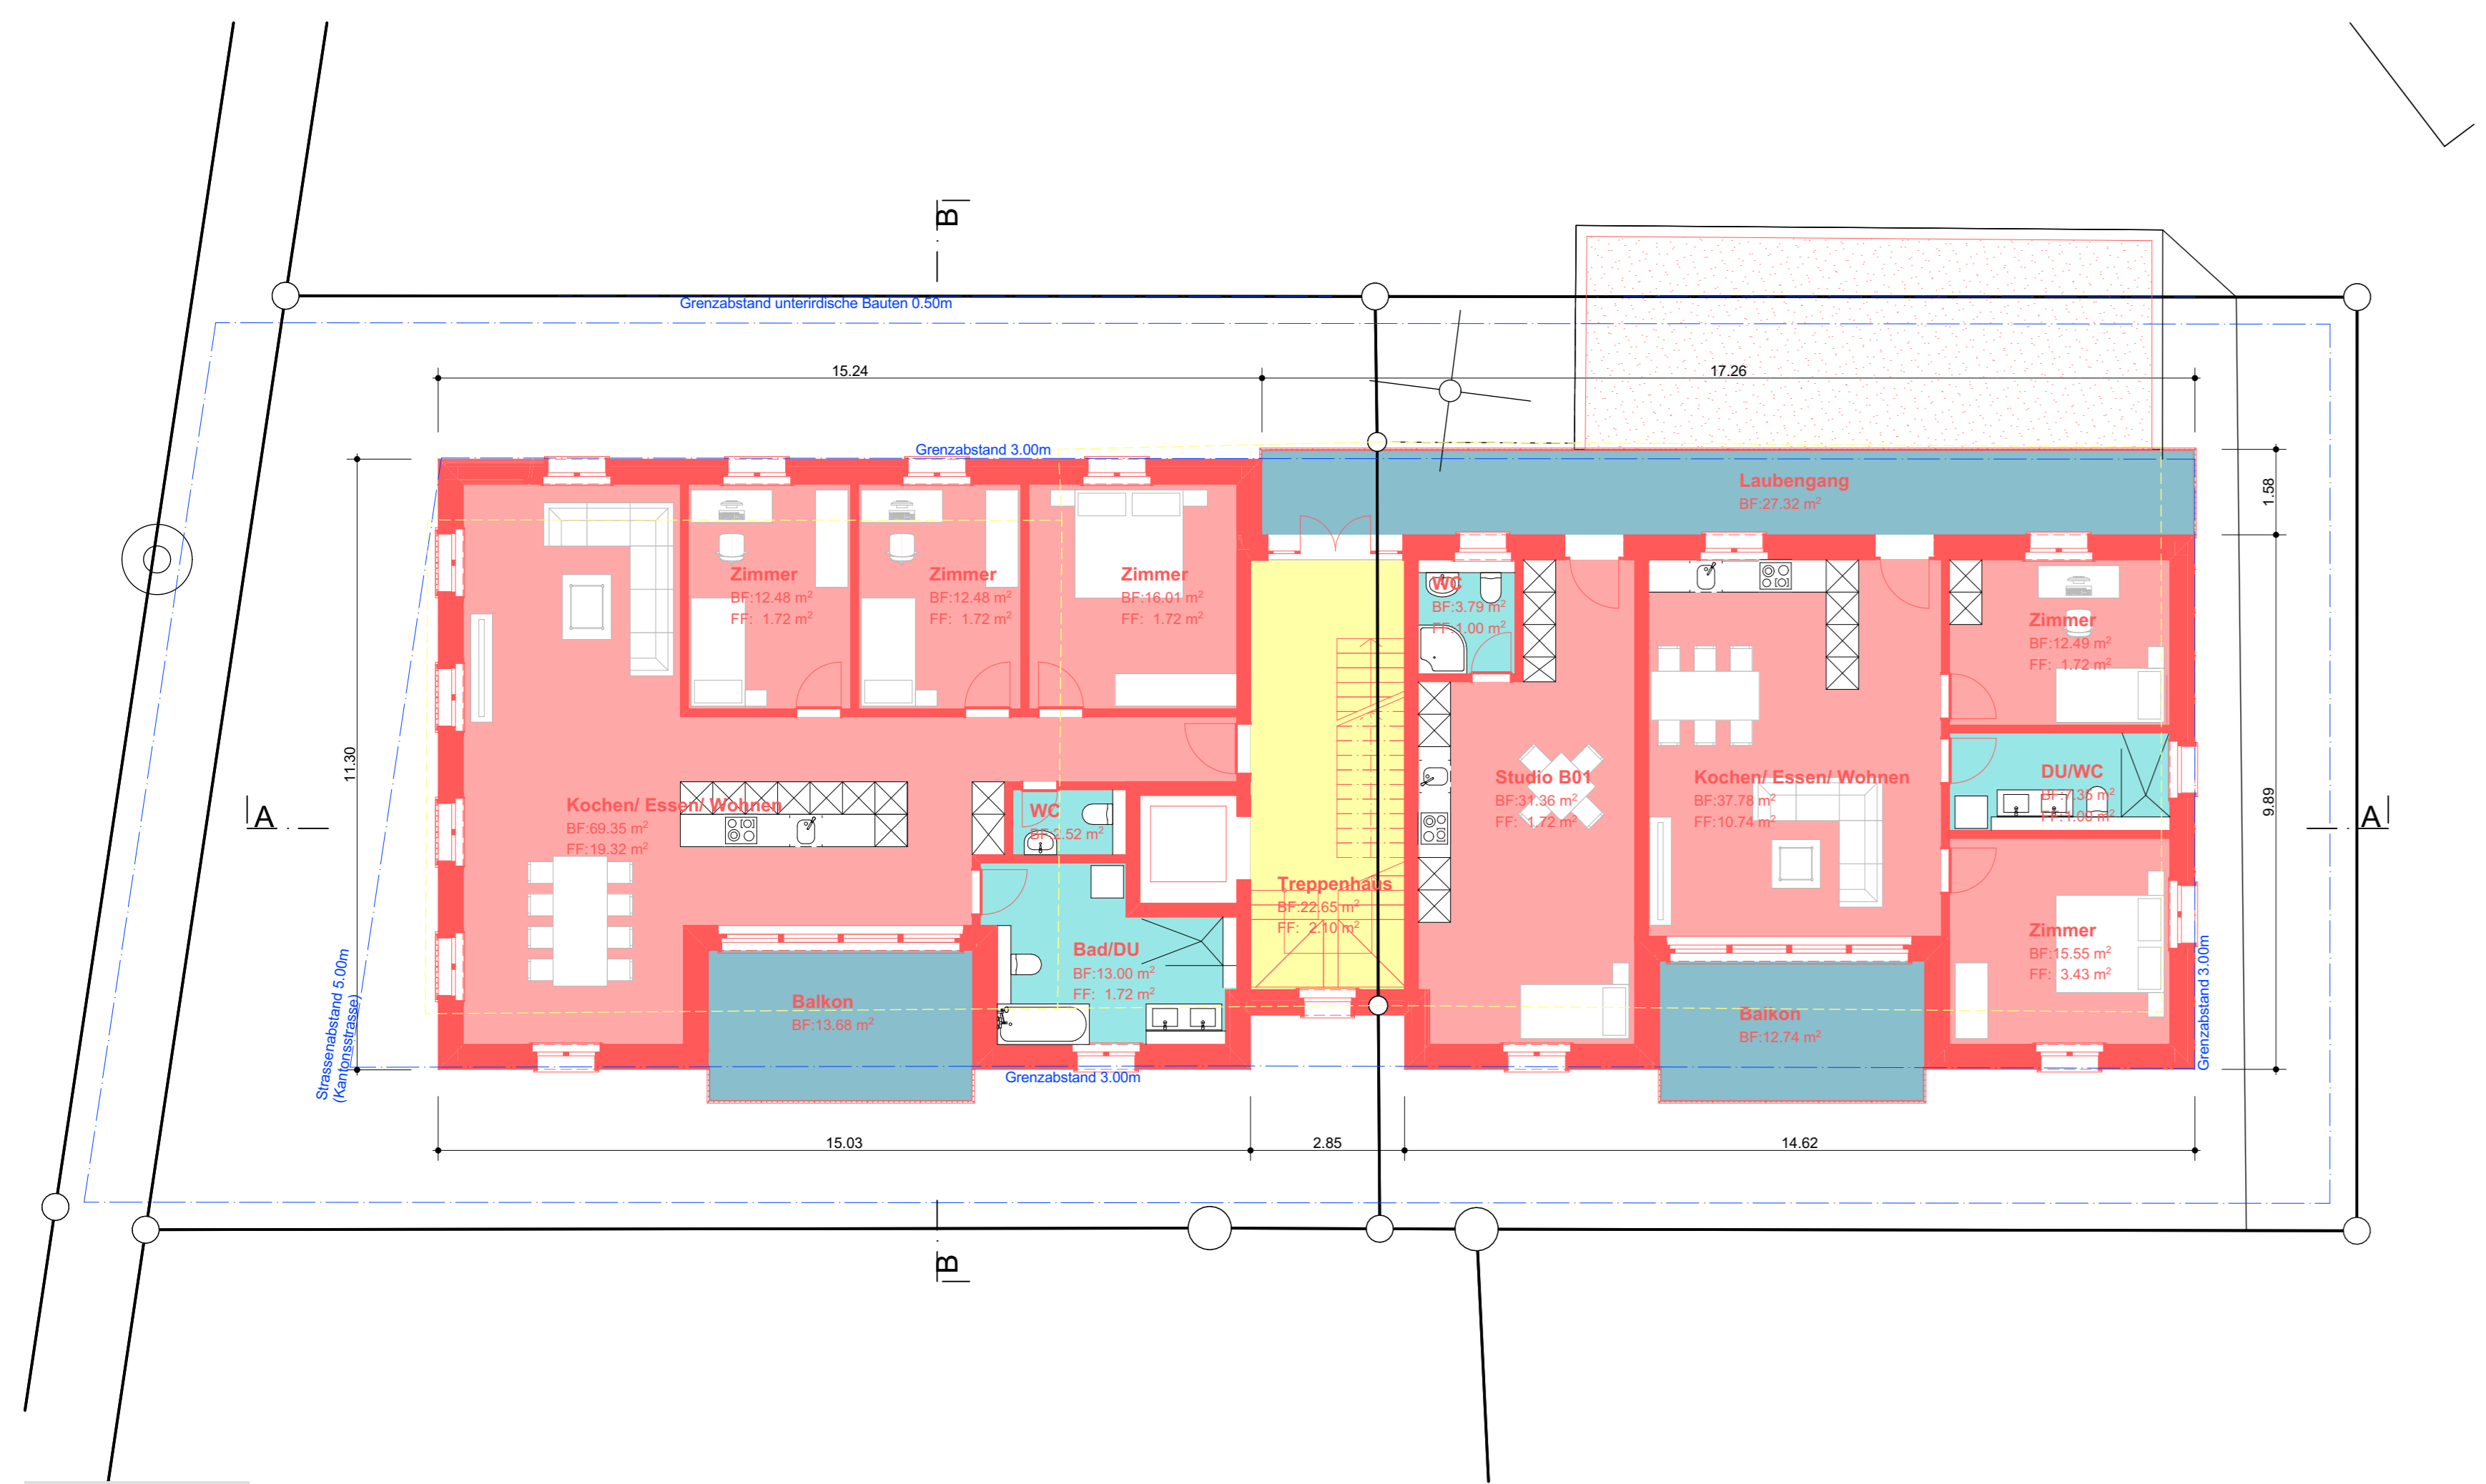 B
Grenzabstand unterirdische Bauten 0.50m
15.24
17.26
Grenzabstand 3.00m
Laubengang
BF:27.32 m²
1.58
Zimmer
BF:12.48 m²
FF: 1.72 m²
Zimmer
BF:12.48 m²
FF: 1.72 m²
Zimmer
BF:16.01 m²
FF: 1.72 m²
WC
BF:3.79 m²
FF:1.00 m²
Zimmer
BF:12.49 m²
FF: 1.72 m²
11.30
Kochen/ Essen/ Wohnen
BF:69.35 m²
FF:19.32 m²
WC
BF:2.52 m²
Studio B01
BF:31.36 m²
FF: 1.72 m²
Kochen/ Essen/ Wohnen
BF:37.78 m²
FF:10.74 m²
DU/WC
BF:7.35 m²
FF:1.00 m²
9.89
A
A
Treppenhaus
BF:22.65 m²
FF: 2.10 m²
Bad/DU
BF:13.00 m²
FF: 1.72 m²
Zimmer
BF:15.55 m²
FF: 3.43 m²
Balkon
BF:13.68 m²
Balkon
BF:12.74 m²
Strassenabstand 5.00m
(Kantonsstrasse)
Grenzabstand 3.00m
Grenzabstand 3.00m
15.03
2.85
14.62
B